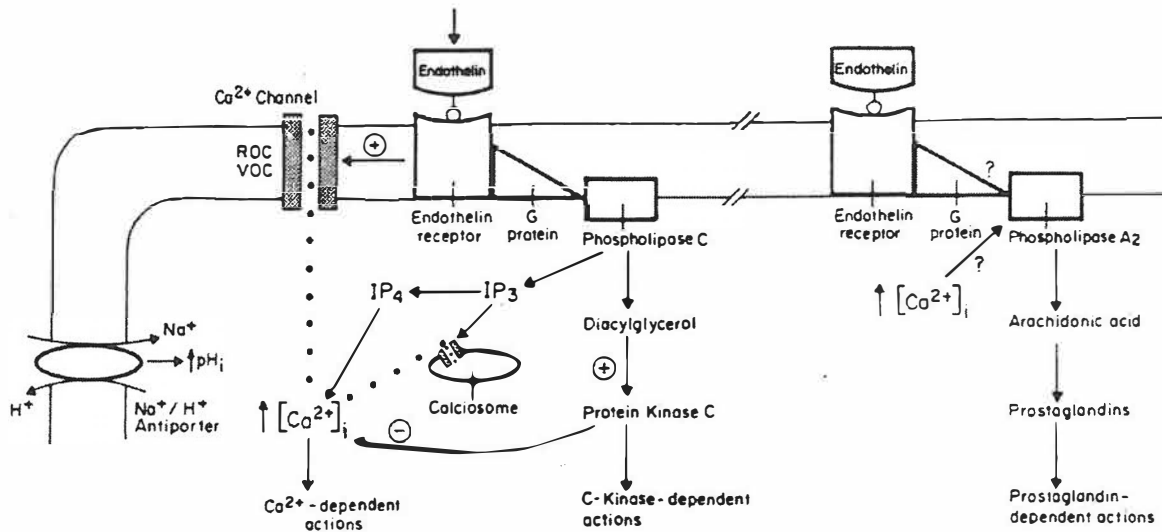 Endothelin
Endothelin
Ca2+ Channel
ROC
VOC
+
Endothelin
receptor
G
protein
Phospholipase C
?
Endothelin
receptor
G
protein
Phospholipase A2
?
↑ [Ca2+]i
IP4
IP3
Diacylglycerol
Arachidonic acid
Na+
↑pHi
H+
Na+/H+
Antiporter
+
Calciosome
↑ [Ca2+]i
−
Protein Kinase C
Prostaglandins
Ca2+-dependent
actions
C-Kinase-dependent
actions
Prostaglandin-
dependent actions